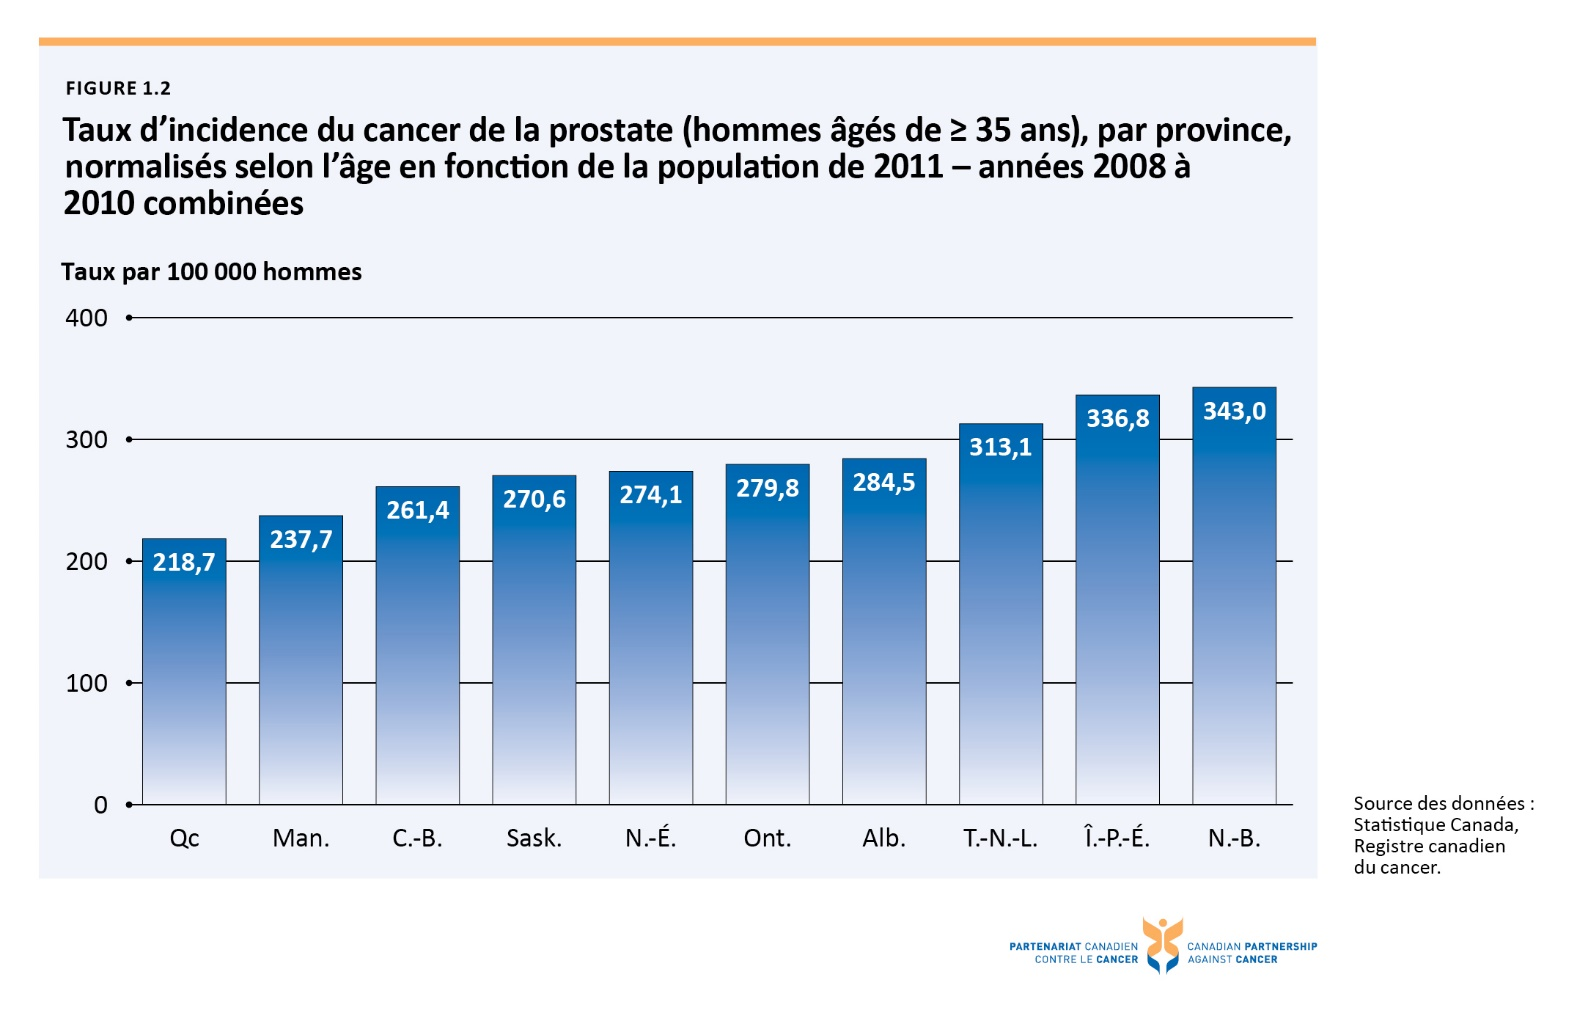 FIGURE 1.2
Taux d’incidence du cancer de la prostate (hommes âgés de ≥ 35 ans), par province,
normalisés selon l’âge en fonction de la population de 2011 – années 2008 à
2010 combinées
Taux par 100 000 hommes
400
300
200
100
0
218,7
237,7
261,4
270,6
274,1
279,8
284,5
313,1
336,8
343,0
Qc
Man.
C.-B.
Sask.
N.-É.
Ont.
Alb.
T.-N.-L.
Î.-P.-É.
N.-B.
Source des données :
Statistique Canada,
Registre canadien
du cancer.
PARTENARIAT CANADIEN
CONTRE LE CANCER
CANADIAN PARTNERSHIP
AGAINST CANCER